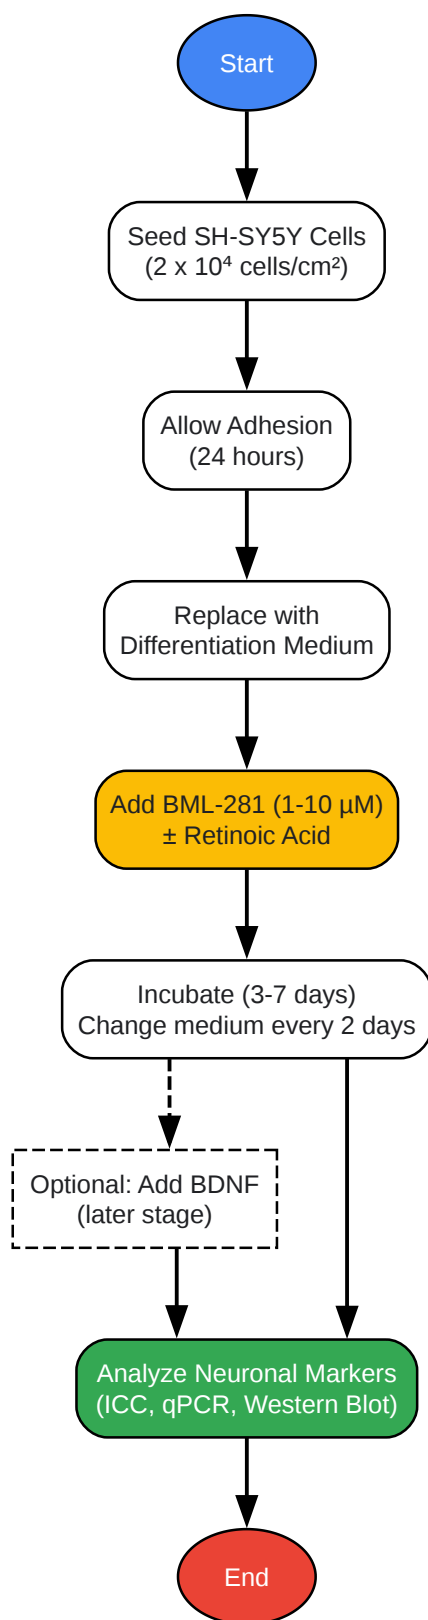 Start
Seed SH-SY5Y Cells
(2 x 10⁴ cells/cm²)
Allow Adhesion
(24 hours)
Replace with
Differentiation Medium
Add BML-281 (1-10 µM)
± Retinoic Acid
Incubate (3-7 days)
Change medium every 2 days
Optional: Add BDNF
(later stage)
Analyze Neuronal Markers
(ICC, qPCR, Western Blot)
End